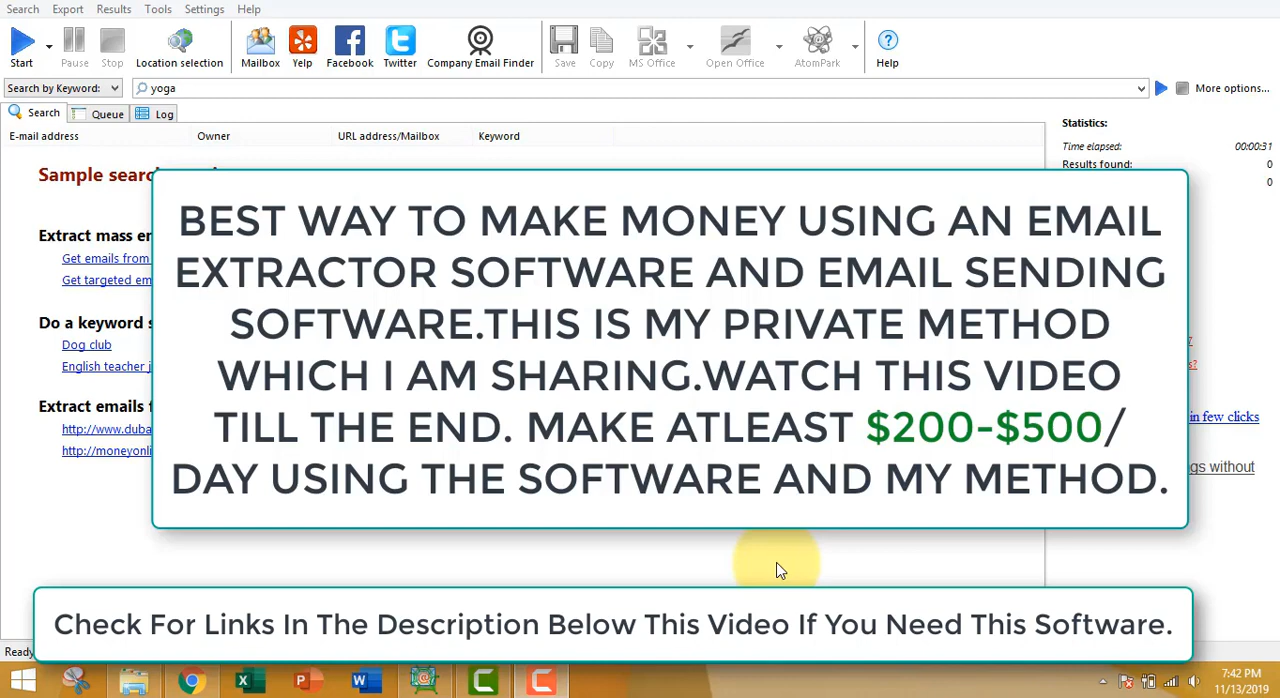 Search Export Results Tools Settings Help
Start Pause Stop Location selection Mailbox Yelp Facebook Twitter Company Email Finder Save Copy MS Office Open Office AtomPark Help
Search by Keyword: yoga More options...
Search Queue Log
E-mail address Owner URL address/Mailbox Keyword
Statistics:
Time elapsed: 00:00:31
Results found: 0
0
Sample
Extract mass
Get emails from
Get targeted
Do a keyword
Dog club
English teacher
Extract emails
http://www.duba
http://moneyonli
in few clicks
without
BEST WAY TO MAKE MONEY USING AN EMAIL
EXTRACTOR SOFTWARE AND EMAIL SENDING
SOFTWARE.THIS IS MY PRIVATE METHOD
WHICH I AM SHARING.WATCH THIS VIDEO
TILL THE END. MAKE ATLEAST $200-$500/
DAY USING THE SOFTWARE AND MY METHOD.
Check For Links In The Description Below This Video If You Need This Software.
Ready
7:42 PM
11/13/2019